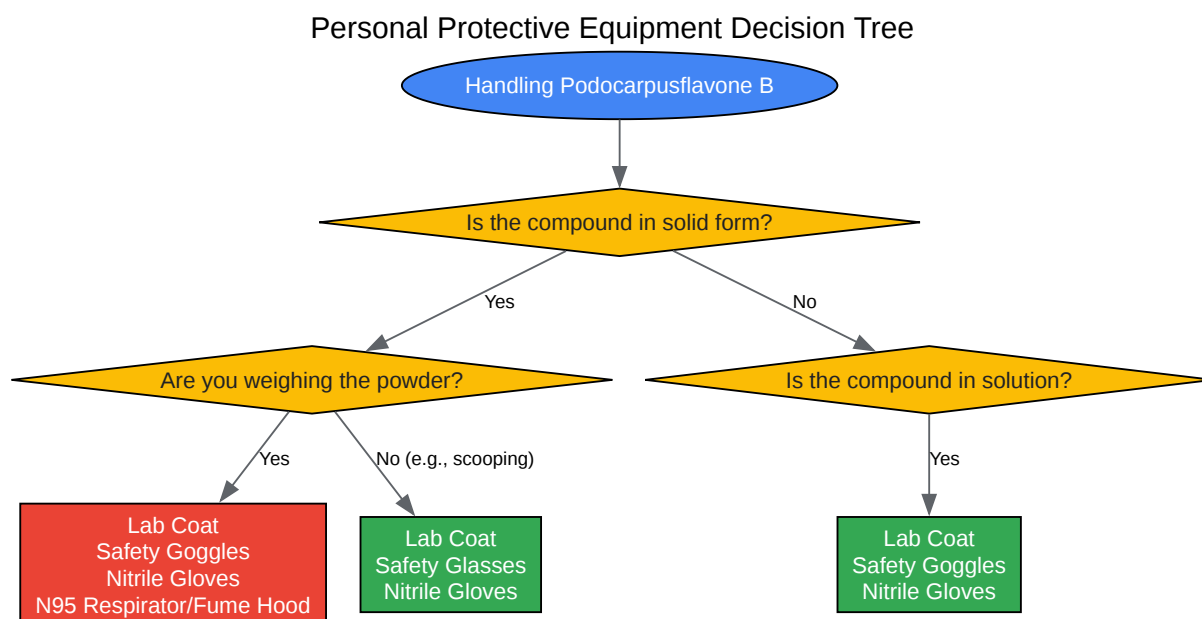 Personal Protective Equipment Decision Tree
Handling Podocarpusflavone B
Is the compound in solid form?
Yes
No
Are you weighing the powder?
Is the compound in solution?
Yes
No (e.g., scooping)
Yes
Lab Coat
Safety Goggles
Nitrile Gloves
N95 Respirator/Fume Hood
Lab Coat
Safety Glasses
Nitrile Gloves
Lab Coat
Safety Goggles
Nitrile Gloves